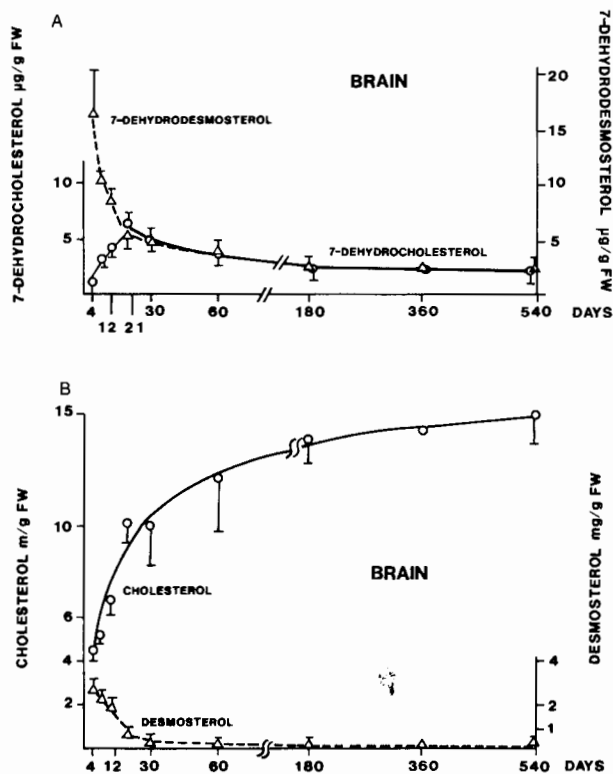 A
BRAIN
7-DEHYDROCHOLESTEROL µg/g FW
7-DEHYDRODESMOSTEROL µg/g FW
7-DEHYDRODESMOSTEROL
7-DEHYDROCHOLESTEROL
10
5
20
15
10
5
4 12 21 30 60 180 360 540 DAYS
B
CHOLESTEROL m/g FW
DESMOSTEROL mg/g FW
15
10
6
4
2
CHOLESTEROL
BRAIN
DESMOSTEROL
4
2
1
4 12 30 60 180 360 540 DAYS